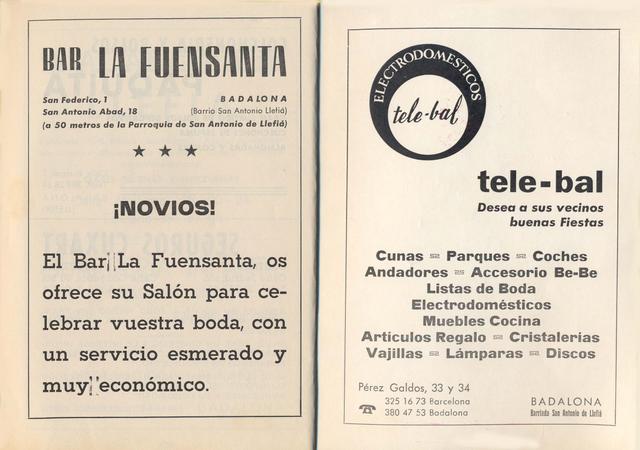 BAR LA FUENSANTA
San Federico, 1 BADALONA
San Antonio Abad, 18 (Barrio San Antonio Llefiá)
(a 50 metros de la Parroquia de San Antonio de Llefiá)
★ ★ ★
¡NOVIOS!
El Bar La Fuensanta, os
ofrece su Salón para ce-
lebrar vuestra boda, con
un servicio esmerado y
muy económico.
ELECTRODOMESTICOS
tele-bal
tele-bal
Desea a sus vecinos
buenas Fiestas
Cunas = Parques = Coches
Andadores = Accesorio Be-Be
Listas de Boda
Electrodomésticos
Muebles Cocina
Artículos Regalo = Cristalerías
Vajillas = Lámparas = Discos
Pérez Galdos, 33 y 34
325 16 73 Barcelona
☎ 380 47 53 Badalona
BADALONA
Barriada San Antonio de Llefiá